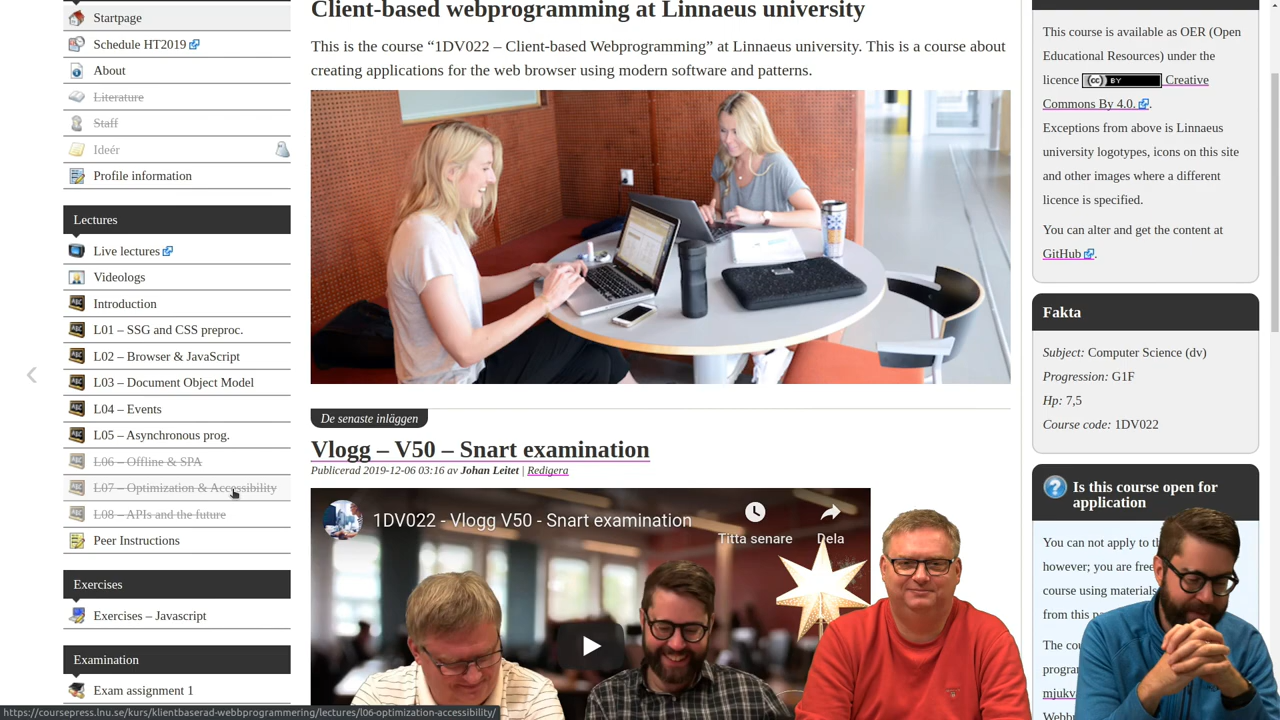 Startpage
Schedule HT2019
About
Literature
Staff
Ideér
Profile information
Lectures
Live lectures
Videologs
Introduction
L01 – SSG and CSS preproc.
L02 – Browser & JavaScript
L03 – Document Object Model
L04 – Events
L05 – Asynchronous prog.
L06 – Offline & SPA
L07 – Optimization & Accessibility
L08 – APIs and the future
Peer Instructions
Exercises
Exercises – Javascript
Examination
Exam assignment 1
https://coursepress.lnu.se/kurs/klientbaserad-webbprogrammering/lectures/l06-optimization-accessibility/
Client-based webprogramming at Linnaeus university
This is the course “1DV022 – Client-based Webprogramming” at Linnaeus university. This is a course about
creating applications for the web browser using modern software and patterns.
De senaste inläggen
Vlogg – V50 – Snart examination
Publicerad 2019-12-06 03:16 av Johan Leitet | Redigera
1DV022 - Vlogg V50 - Snart examination
Titta senare
Dela
This course is available as OER (Open
Educational Resources) under the
licence (cc) BY Creative
Commons By 4.0.
Exceptions from above is Linnaeus
university logotypes, icons on this site
and other images where a different
licence is specified.
You can alter and get the content at
GitHub.
Fakta
Subject: Computer Science (dv)
Progression: G1F
Hp: 7,5
Course code: 1DV022
Is this course open for
application
You can not apply to
however; you are
course using materials
from this
The